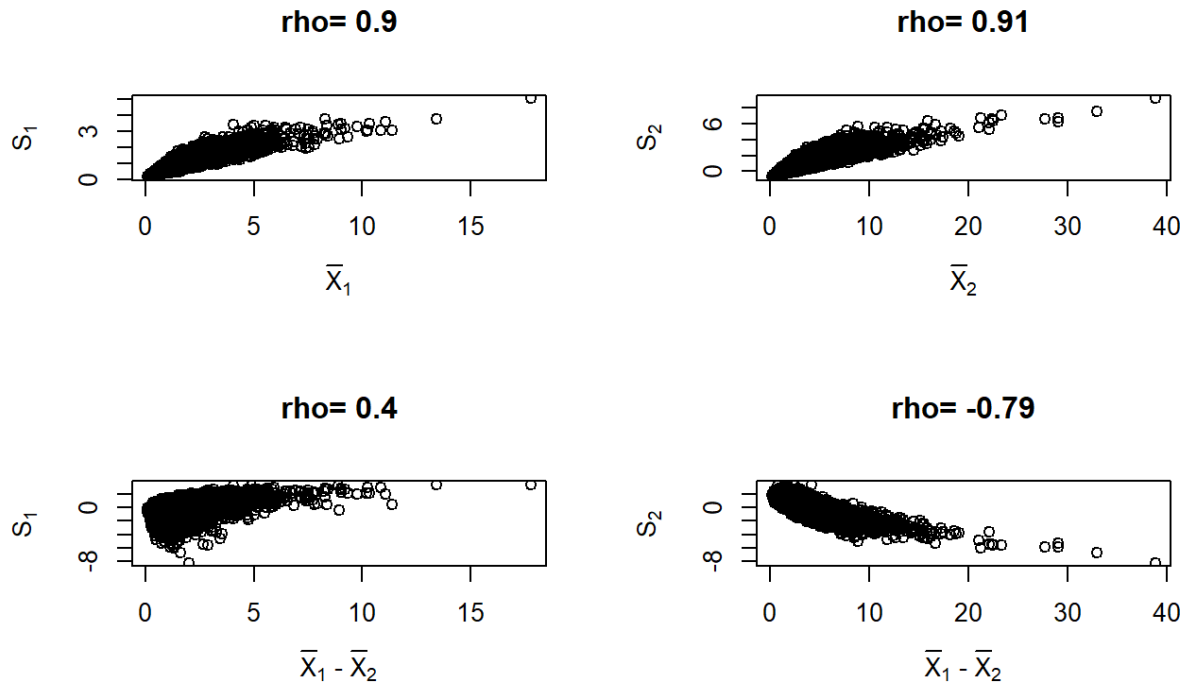 rho= 0.9
S₁
0 3
0 5 10 15
X̅₁
rho= 0.91
S₂
0 6
0 10 20 30 40
X̅₂
rho= 0.4
S₁
-8 0
0 5 10 15
X̅₁ - X̅₂
rho= -0.79
S₂
-8 0
0 10 20 30 40
X̅₁ - X̅₂